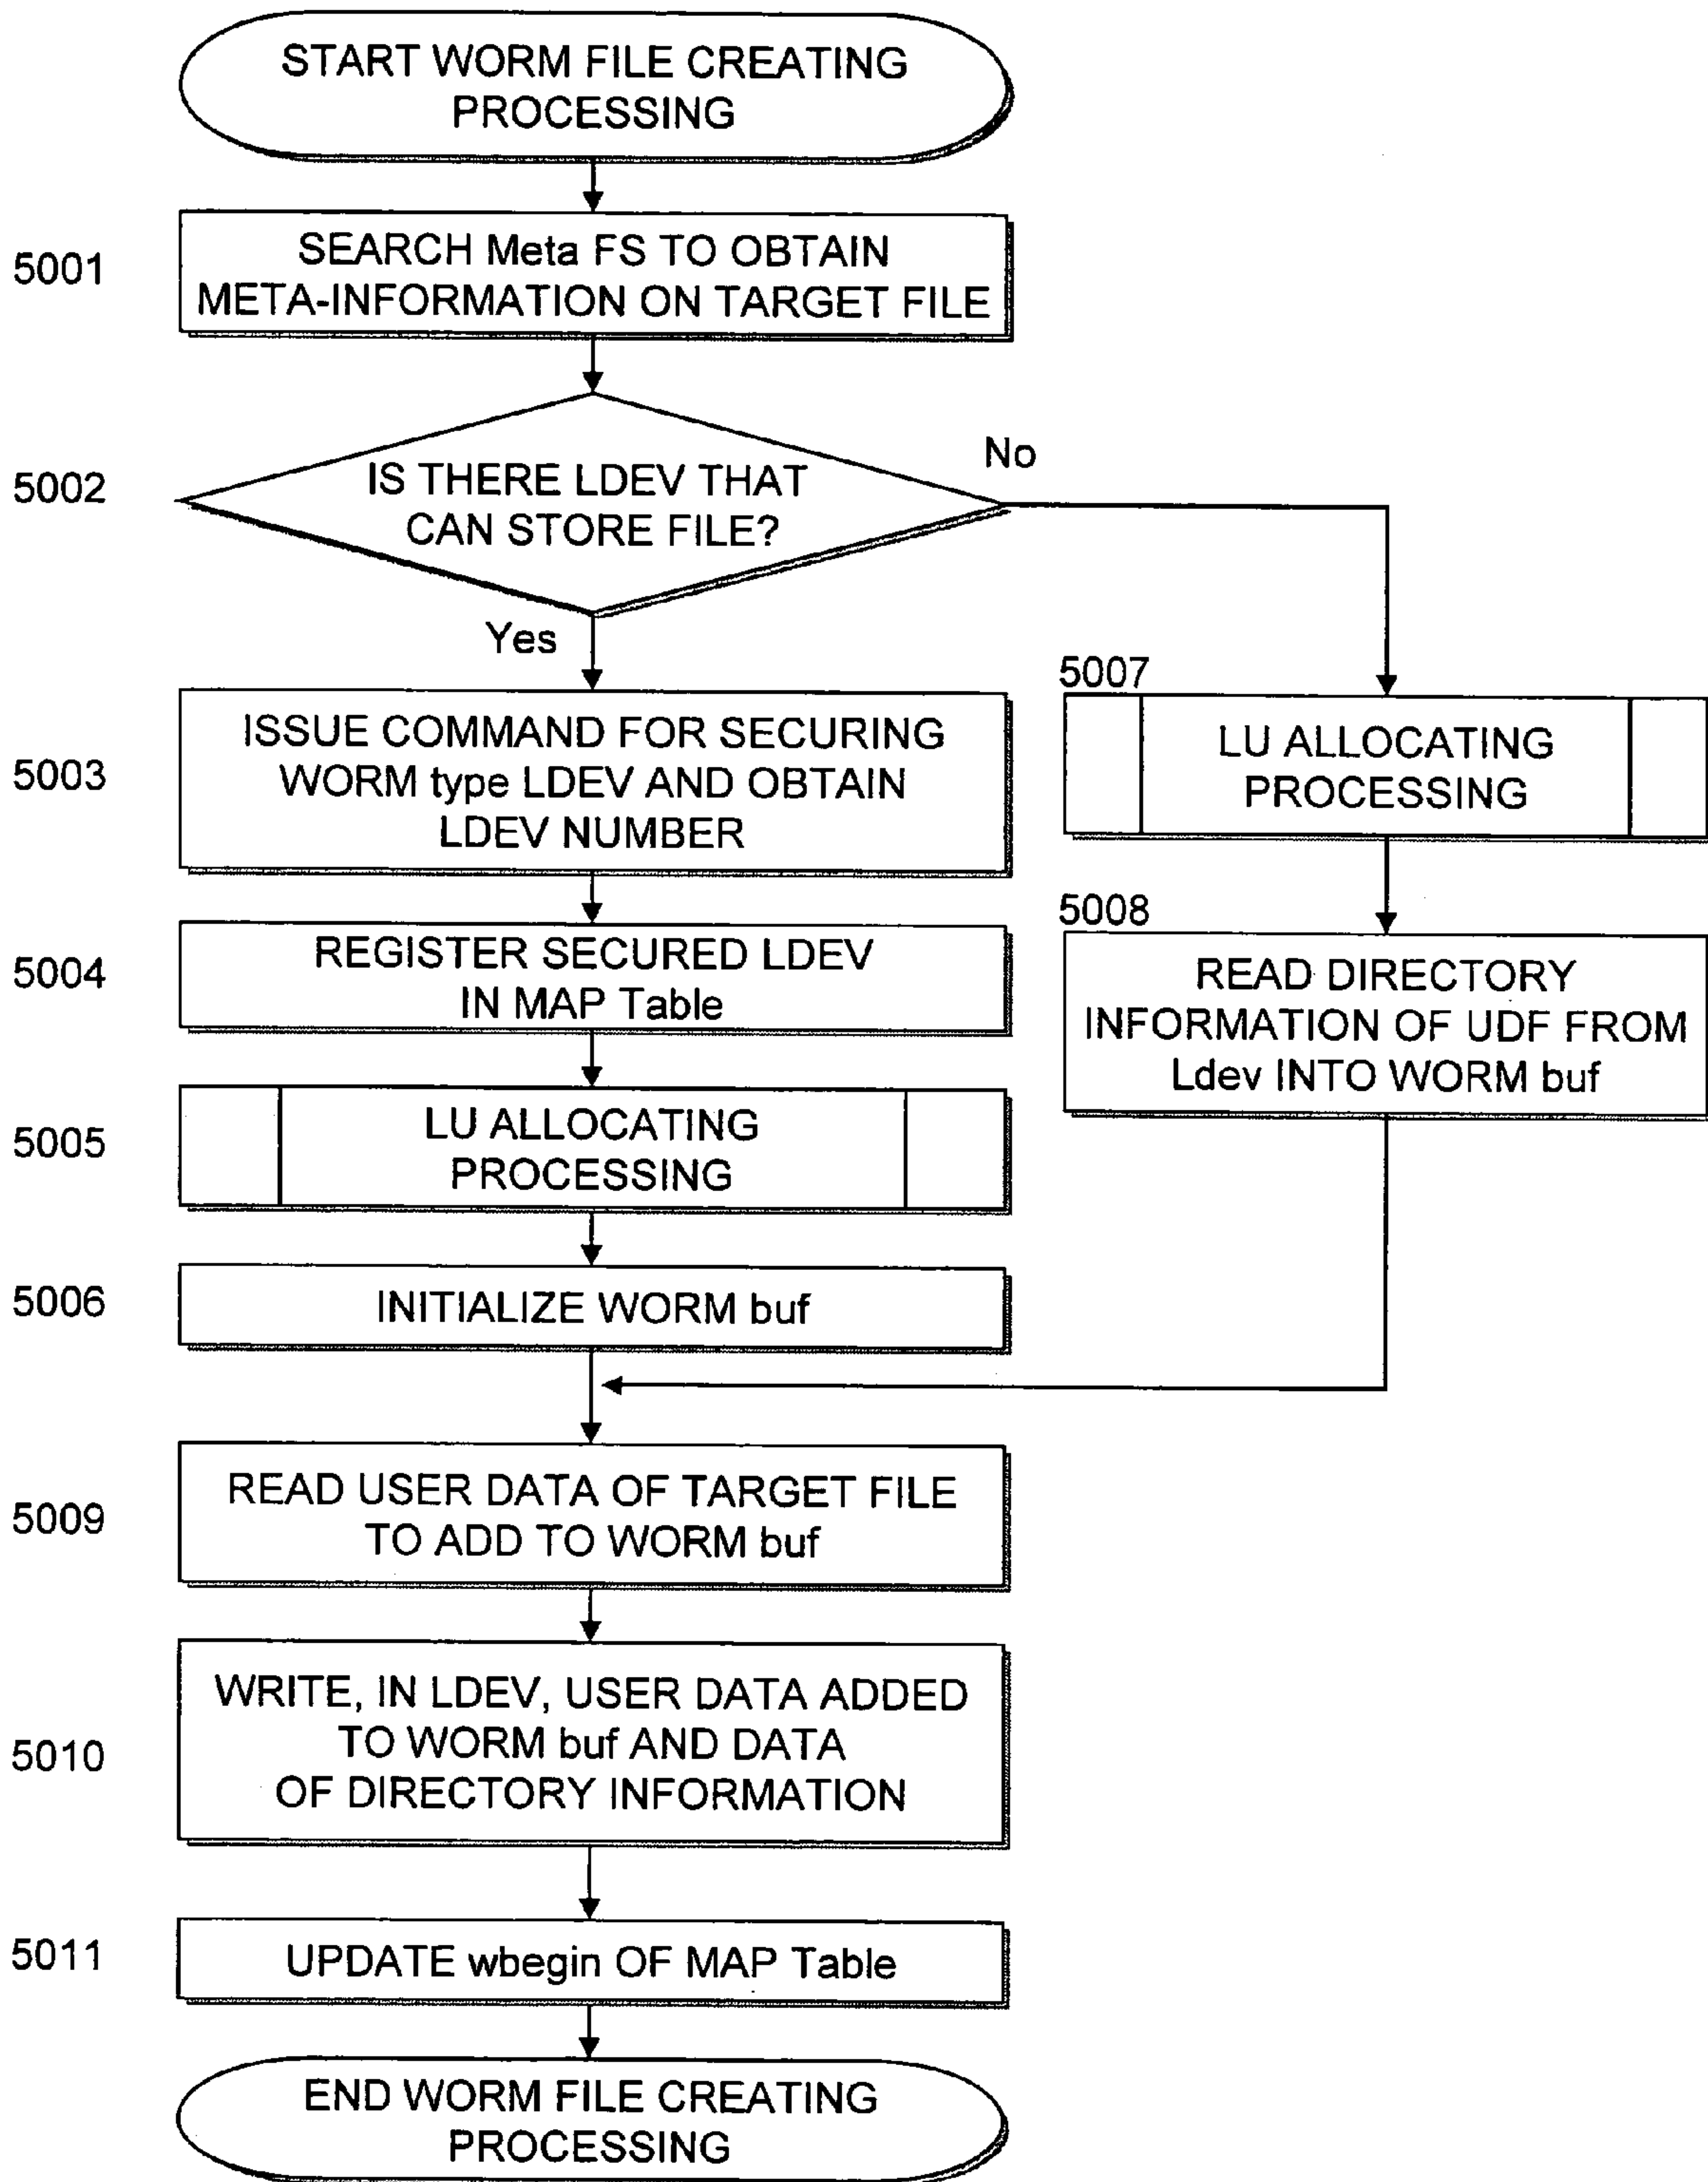 START WORM FILE CREATING
PROCESSING
5001
SEARCH Meta FS TO OBTAIN
META-INFORMATION ON TARGET FILE
5002
IS THERE LDEV THAT
CAN STORE FILE?
No
Yes
5003
ISSUE COMMAND FOR SECURING
WORM type LDEV AND OBTAIN
LDEV NUMBER
5007
LU ALLOCATING
PROCESSING
5004
REGISTER SECURED LDEV
IN MAP Table
5008
READ DIRECTORY
INFORMATION OF UDF FROM
Ldev INTO WORM buf
5005
LU ALLOCATING
PROCESSING
5006
INITIALIZE WORM buf
5009
READ USER DATA OF TARGET FILE
TO ADD TO WORM buf
5010
WRITE, IN LDEV, USER DATA ADDED
TO WORM buf AND DATA
OF DIRECTORY INFORMATION
5011
UPDATE wbegin OF MAP Table
END WORM FILE CREATING
PROCESSING